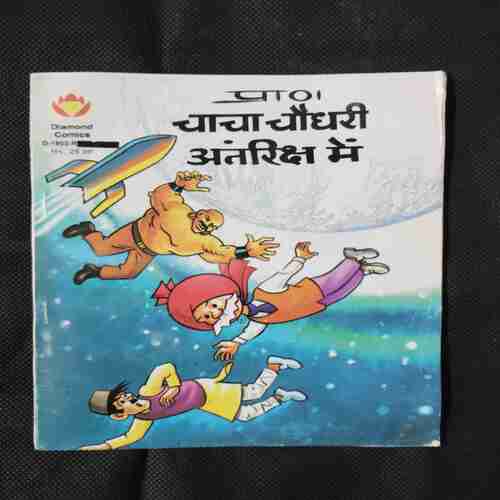 प्राण
चाचा चौधरी
अंतरिक्ष में
Diamond
Comics